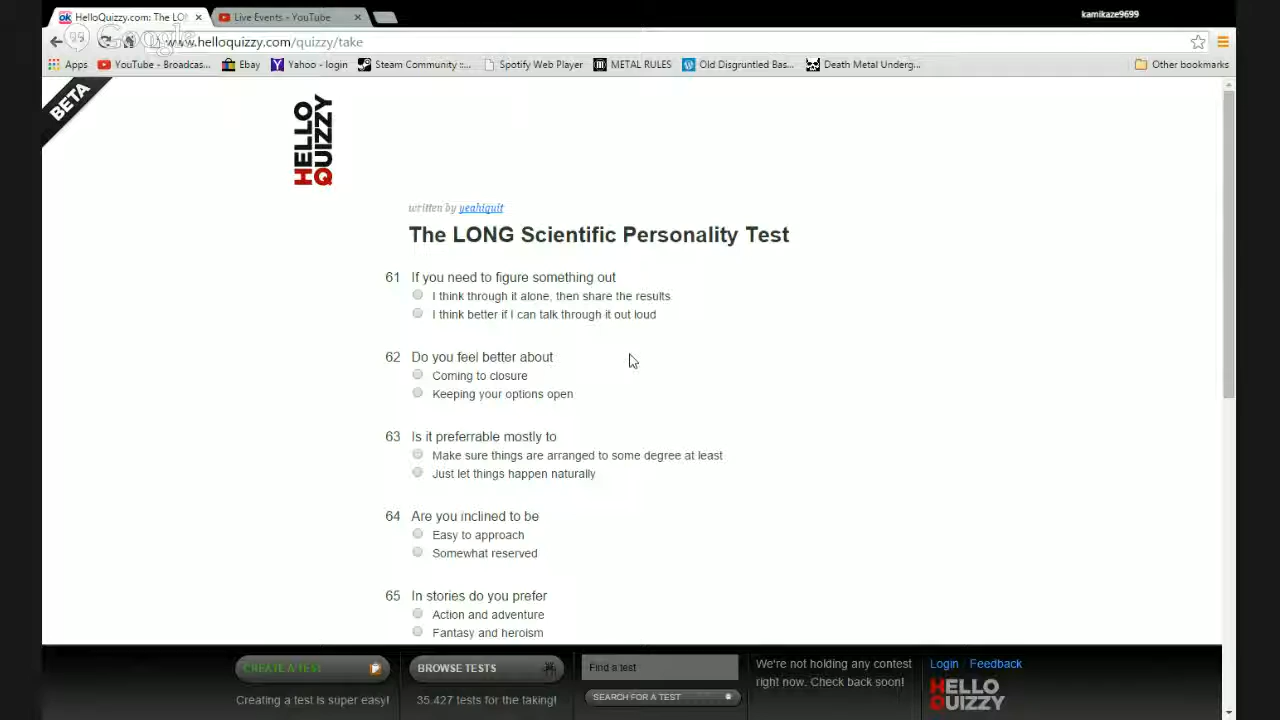 HelloQuizzy.com: The LON
Live Events - YouTube
kamikaze9699
Google
www.helloquizzy.com/quizzy/take
Apps YouTube - Broadcas... Ebay Yahoo - login Steam Community :... Spotify Web Player METAL RULES Old Disgruntled Bas... Death Metal Underg... Other bookmarks
BETA
HELLO
QUIZZY
written by yeahiquit
The LONG Scientific Personality Test
61 If you need to figure something out
I think through it alone, then share the results
I think better if I can talk through it out loud
62 Do you feel better about
Coming to closure
Keeping your options open
63 Is it preferrable mostly to
Make sure things are arranged to some degree at least
Just let things happen naturally
64 Are you inclined to be
Easy to approach
Somewhat reserved
65 In stories do you prefer
Action and adventure
Fantasy and heroism
CREATE A TEST
Creating a test is super easy!
BROWSE TESTS
35.427 tests for the taking!
Find a test
SEARCH FOR A TEST
We're not holding any contest
right now. Check back soon!
Login Feedback
HELLO
QUIZZY